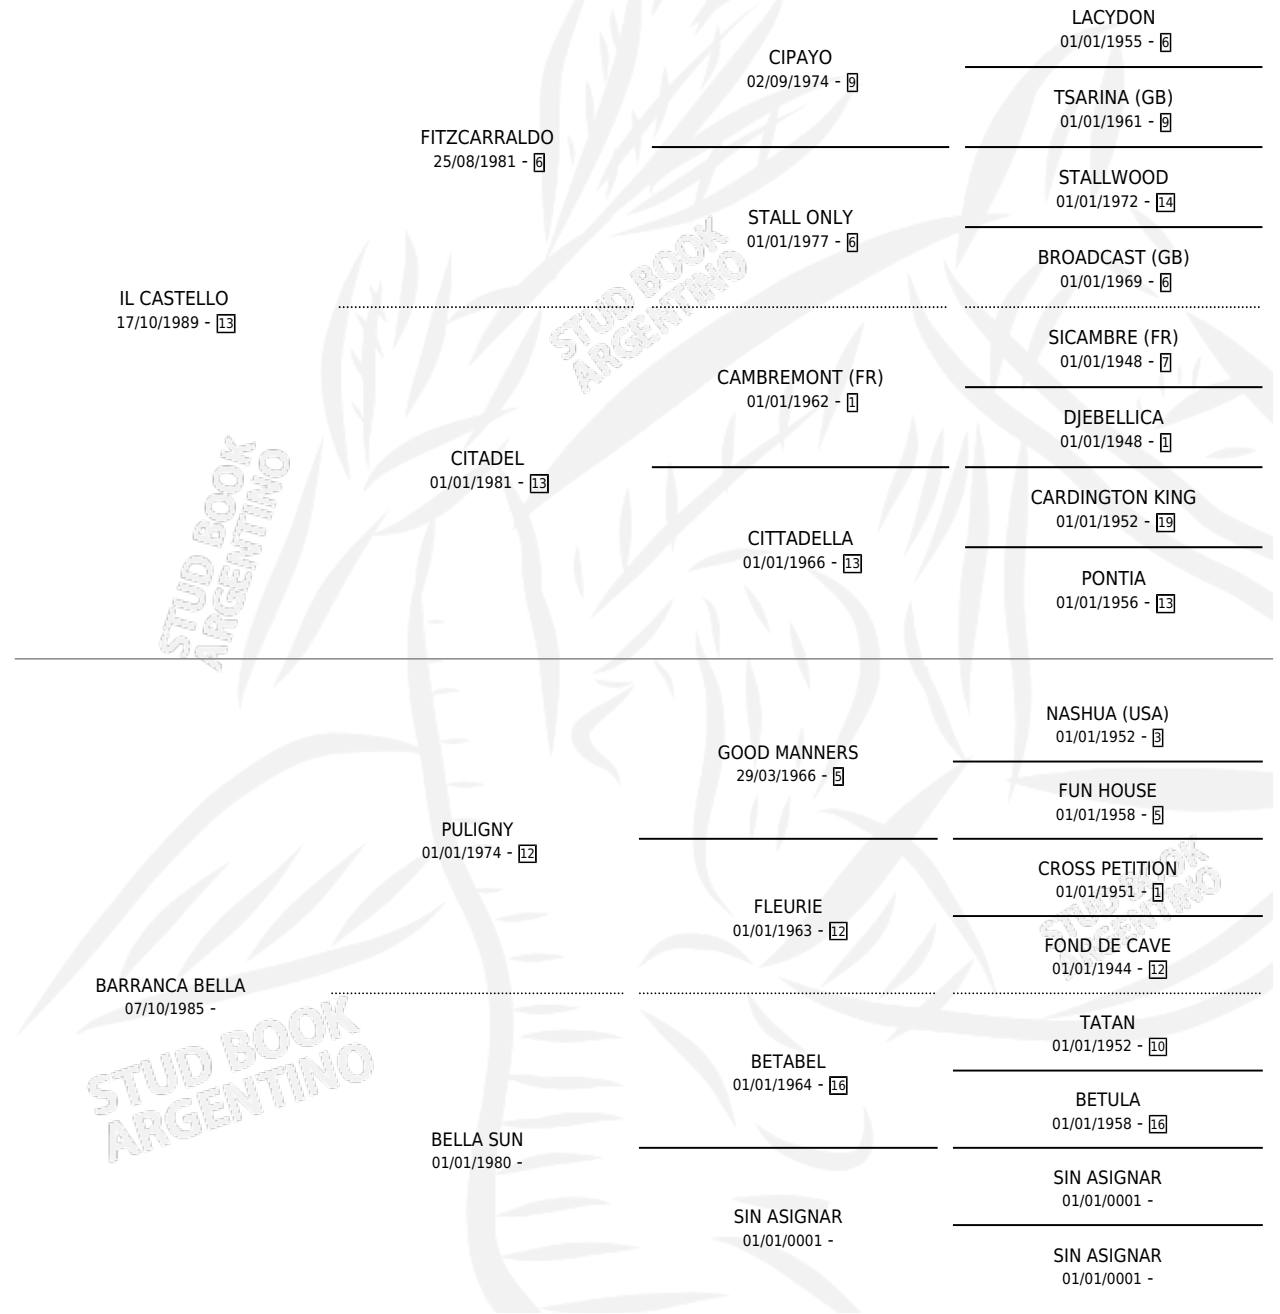 LACYDON
01/01/1955 - 6
CIPAYO
02/09/1974 - 9
TSARINA (GB)
01/01/1961 - 9
FITZCARRALDO
25/08/1981 - 6
STALLWOOD
01/01/1972 - 14
STALL ONLY
01/01/1977 - 6
BROADCAST (GB)
01/01/1969 - 6
IL CASTELLO
17/10/1989 - 13
STUD BOOK
ARGENTINO
SICAMBRE (FR)
01/01/1948 - 7
CAMBREMONT (FR)
01/01/1962 - 1
DJEBELLICA
01/01/1948 - 1
CITADEL
01/01/1981 - 13
CARDINGTON KING
01/01/1952 - 19
CITTADELLA
01/01/1966 - 13
PONTIA
01/01/1956 - 13
STUD BOOK
ARGENTINO
NASHUA (USA)
01/01/1952 - 3
GOOD MANNERS
29/03/1966 - 5
FUN HOUSE
01/01/1958 - 5
PULIGNY
01/01/1974 - 12
CROSS PETITION
01/01/1951 - 1
FLEURIE
01/01/1963 - 12
STUD BOOK
ARGENTINO
FOND DE CAVE
01/01/1944 - 12
BARRANCA BELLA
07/10/1985 -
TATAN
01/01/1952 - 10
BETABEL
01/01/1964 - 16
BETULA
01/01/1958 - 16
STUD BOOK
ARGENTINO
BELLA SUN
01/01/1980 -
SIN ASIGNAR
01/01/0001 -
SIN ASIGNAR
01/01/0001 -
SIN ASIGNAR
01/01/0001 -